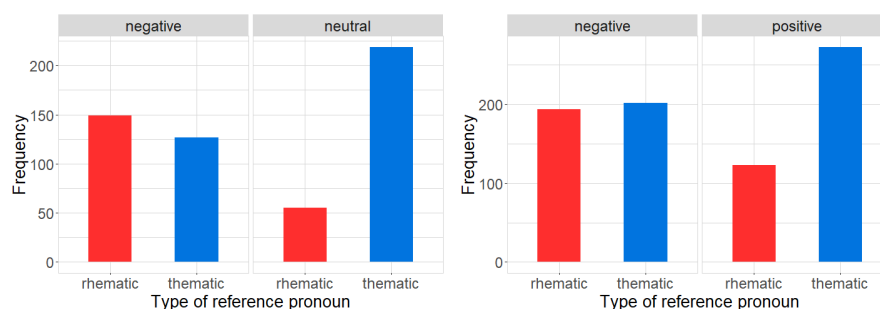 negative neutral
Frequency
200
150
100
50
0
rhematic thematic rhematic thematic
Type of reference pronoun
negative positive
Frequency
200
100
0
rhematic thematic rhematic thematic
Type of reference pronoun